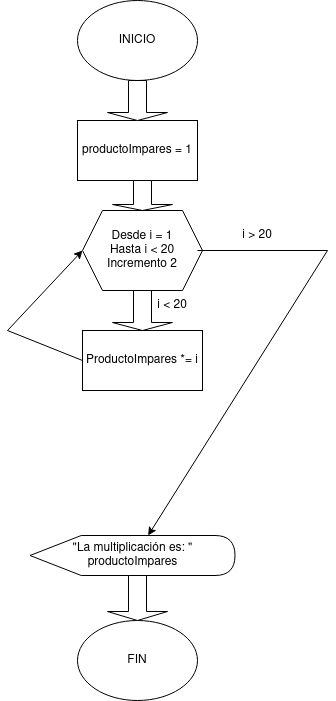 INICIO
productoImpares = 1
Desde i = 1
Hasta i < 20
Incremento 2
i > 20
i < 20
ProductoImpares *= i
"La multiplicación es: "
productoImpares
FIN